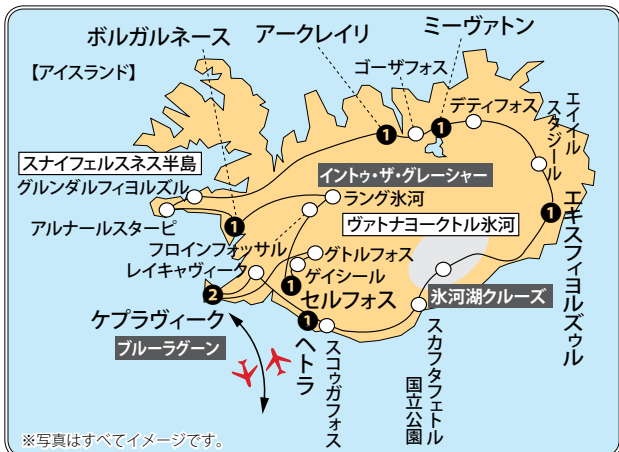 ボルガルネース
アークレイリ
ミーヴァトン
【アイスランド】
ゴーザフォス
デティフォス
エイイル
スタジール
スナイフェルスネス半島
グルンダルフィヨルズル
イントゥ・ザ・グレーシャー
ラング氷河
アルナールスターピ
ヴァトナヨークトル氷河
エキスフィヨルズゥル
フロインフォッサル
レイキャヴィーク
グトルフォス
ゲイシール
セルフォス
氷河湖クルーズ
ケプラヴィーク
ブルーラグーン
ヘトラ
スコゥガフォス
スカフタフェトル
国立公園
1
1
1
1
1
1
2
※写真はすべてイメージです。